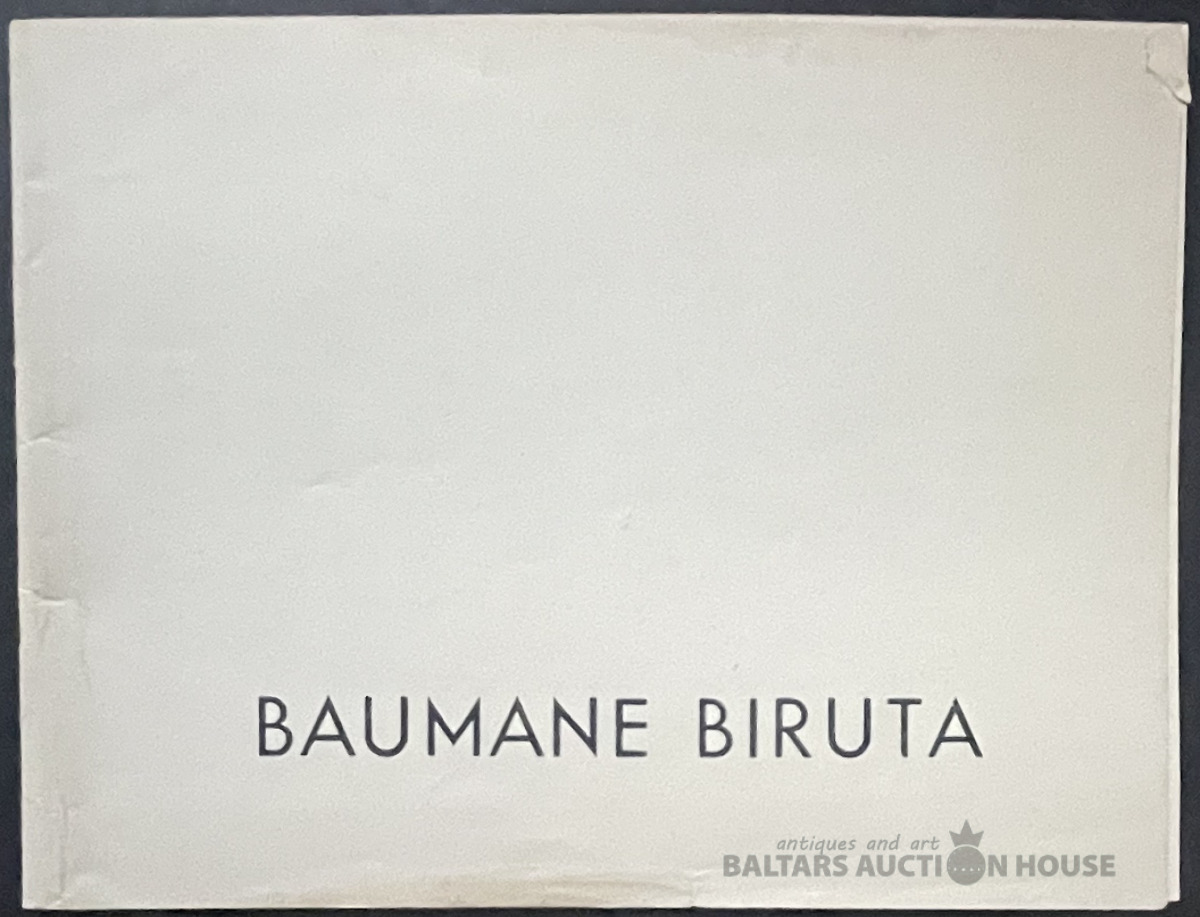 BAUMANE BIRUTA
antiques and art
BALTARS AUCTION HOUSE